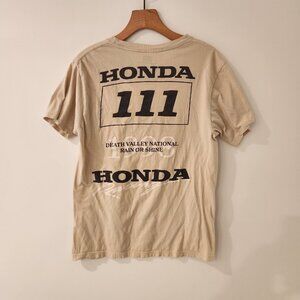 HONDA
111
DEATH VALLEY NATIONAL
RAIN OR SHINE
HONDA